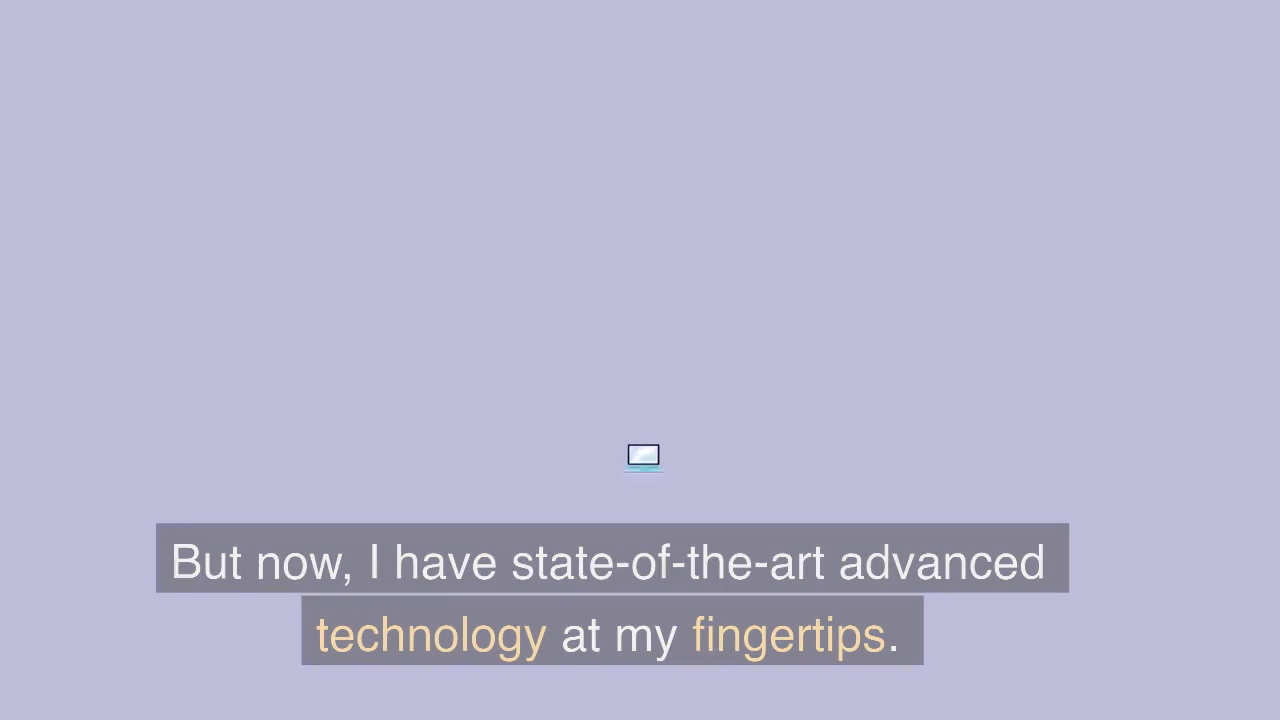 But now, I have state-of-the-art advanced
technology at my fingertips.